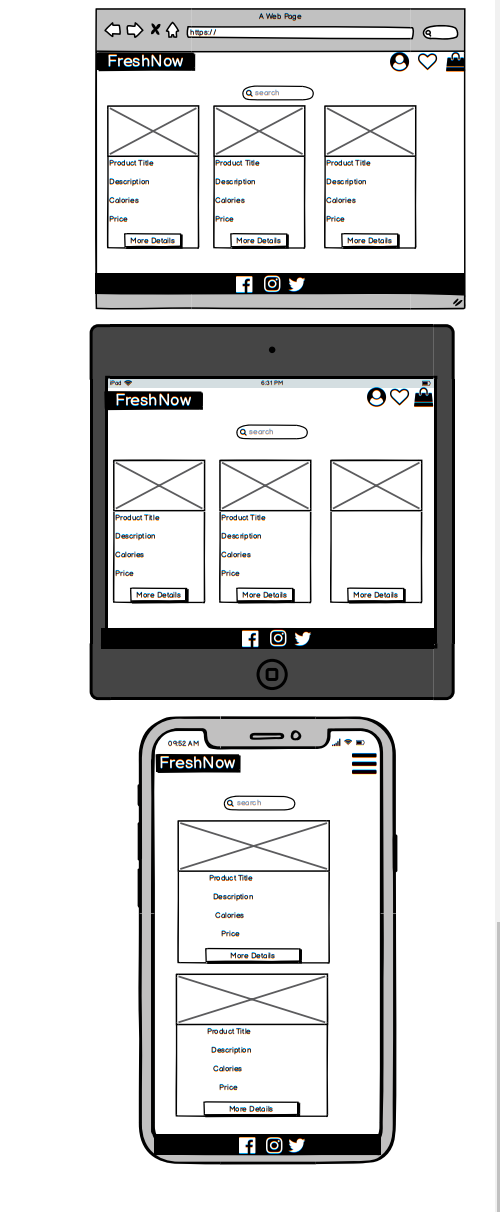 A Web Page
https://
FreshNow
search
Product Title Product Title Product Title
Description Description Description
Calories Calories Calories
Price Price Price
More Details More Details More Details
iPad 6:31 PM
FreshNow
search
Product Title Product Title
Description Description
Calories Calories
Price Price
More Details More Details More Details
09:52 AM
FreshNow
search
Product Title
Description
Calories
Price
More Details
Product Title
Description
Calories
Price
More Details